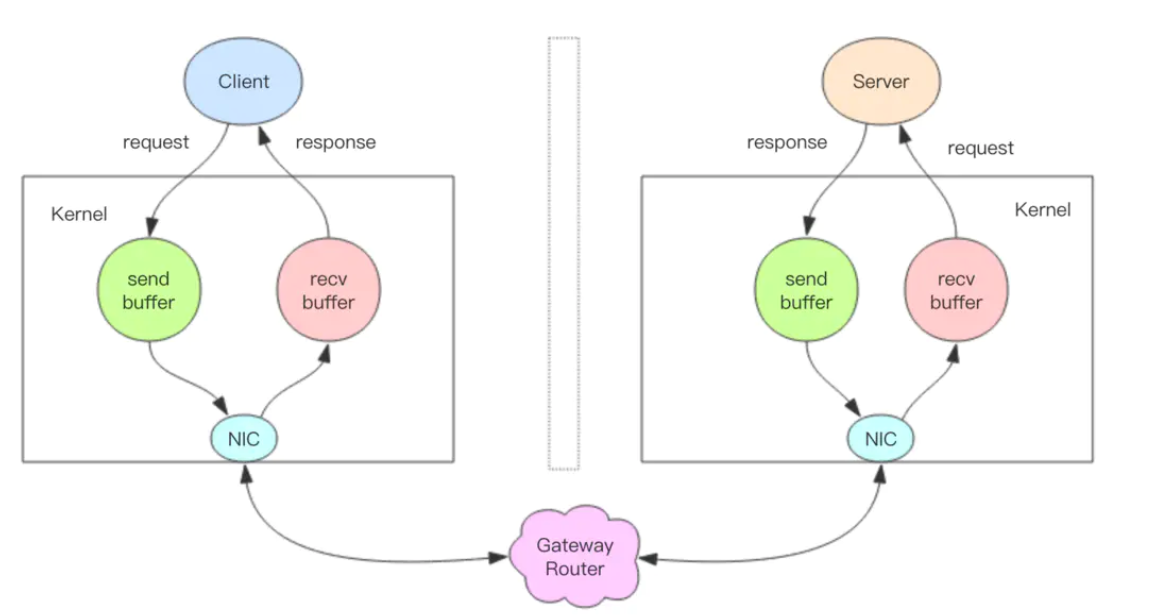 Client
Server
request
response
response
request
Kernel
Kernel
send
buffer
recv
buffer
send
buffer
recv
buffer
NIC
NIC
Gateway
Router